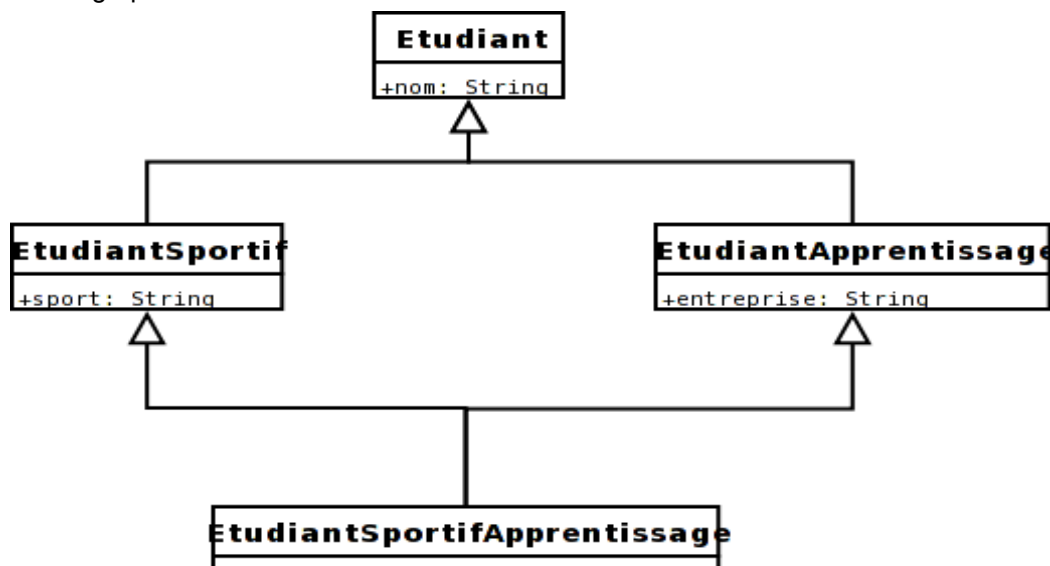 Etudiant
+nom: String
EtudiantSportif
+sport: String
EtudiantApprentissage
+entreprise: String
EtudiantSportifApprentissage